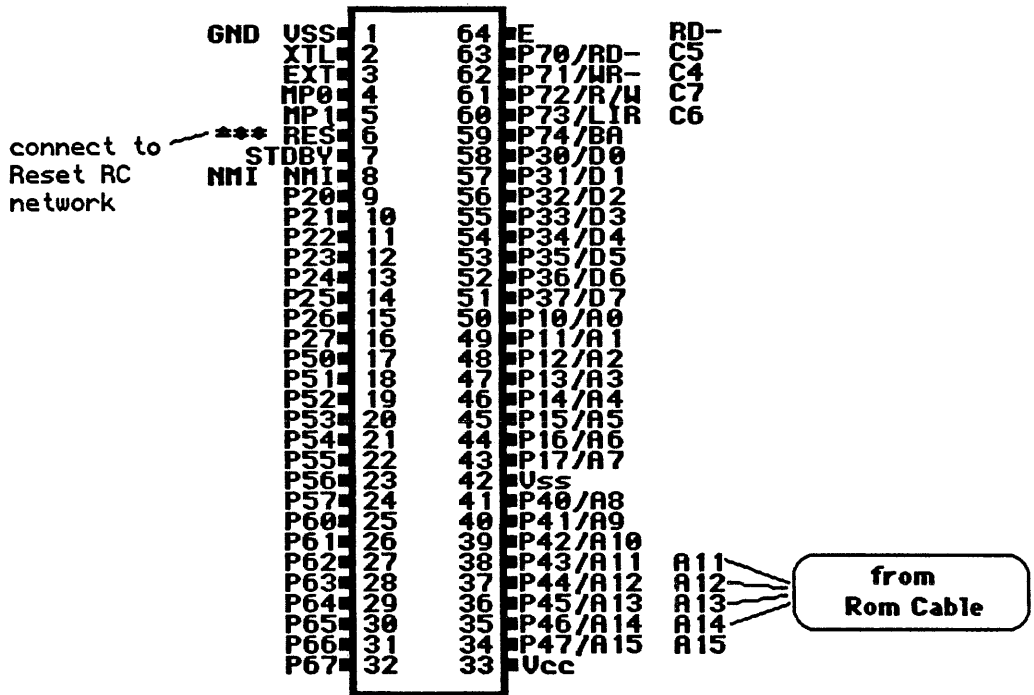 GND VSS 1 64 E RD-
XTL 2 63 P70/RD- C5
EXT 3 62 P71/WR- C4
MP0 4 61 P72/R/W C7
MP1 5 60 P73/LIR C6
*** RES 6 59 P74/BA
connect to
Reset RC
network
STDBY 7 58 P30/D0
NMI NMI 8 57 P31/D1
P20 9 56 P32/D2
P21 10 55 P33/D3
P22 11 54 P34/D4
P23 12 53 P35/D5
P24 13 52 P36/D6
P25 14 51 P37/D7
P26 15 50 P10/A0
P27 16 49 P11/A1
P50 17 48 P12/A2
P51 18 47 P13/A3
P52 19 46 P14/A4
P53 20 45 P15/A5
P54 21 44 P16/A6
P55 22 43 P17/A7
P56 23 42 Vss
P57 24 41 P40/A8
P60 25 40 P41/A9
P61 26 39 P42/A10
P62 27 38 P43/A11 A11
P63 28 37 P44/A12 A12
P64 29 36 P45/A13 A13
P65 30 35 P46/A14 A14
P66 31 34 P47/A15 A15
P67 32 33 Vcc
from
Rom Cable